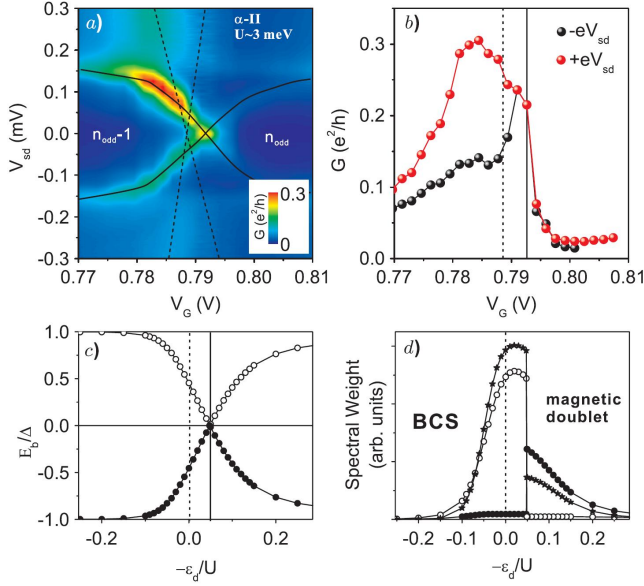 a)
α-II
U~3 meV
V_sd (mV)
0.3
0.2
0.1
0.0
-0.1
-0.2
-0.3
n_odd-1
n_odd
G (e²/h)
0.3
0
0.77 0.78 0.79 0.80 0.81
V_G (V)
b)
-eV_sd
+eV_sd
G (e²/h)
0.3
0.2
0.1
0.0
0.77 0.78 0.79 0.80 0.81
V_G (V)
c)
E_b/Δ
1.0
0.5
0.0
-0.5
-1.0
-0.2 0.0 0.2
-ε_d/U
d)
Spectral Weight
(arb. units)
BCS
magnetic
doublet
-0.2 -0.1 0.0 0.1 0.2
-ε_d/U